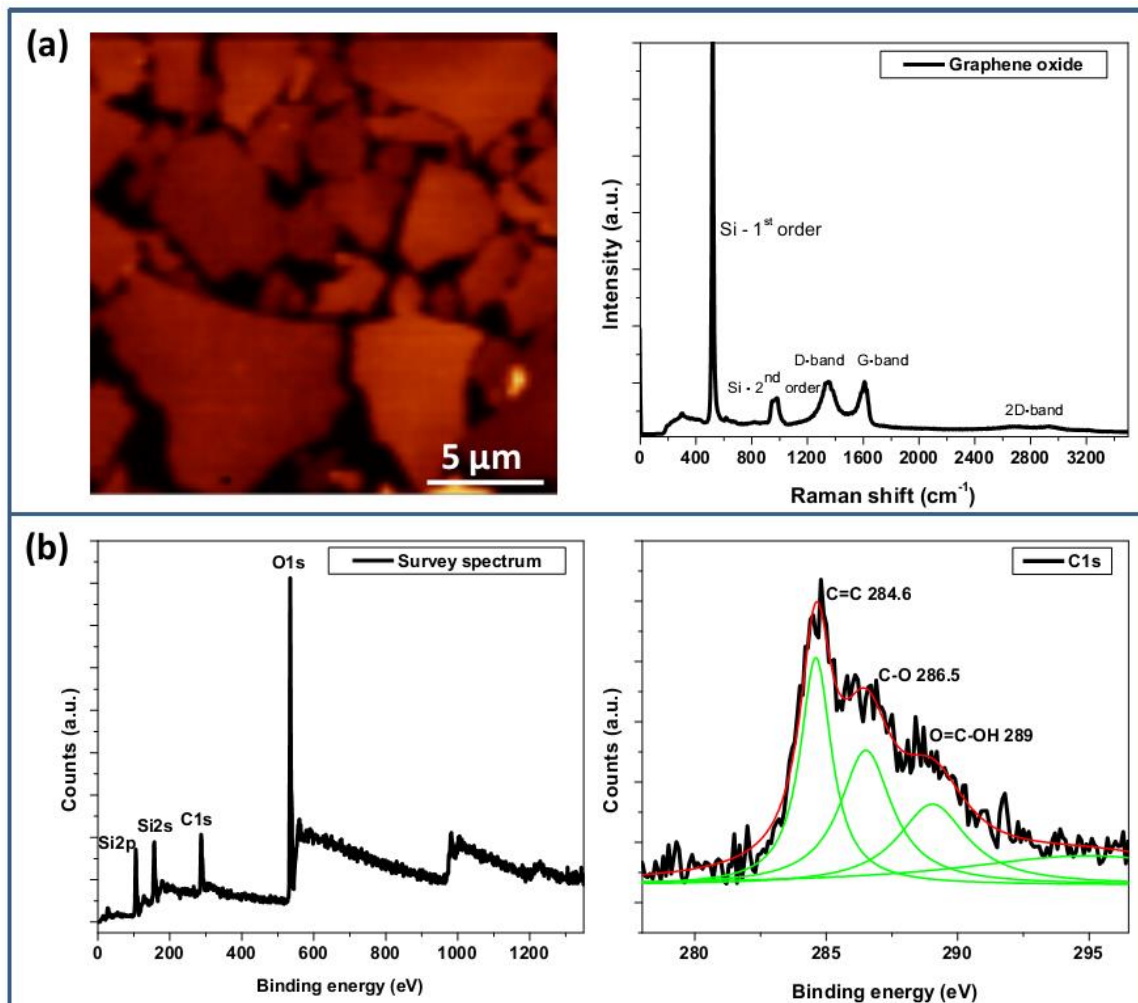 (a)
5 µm
Graphene oxide
Si - 1st order
Si - 2nd order
D-band
G-band
2D-band
Intensity (a.u.)
0 400 800 1200 1600 2000 2400 2800 3200
Raman shift (cm-1)
(b)
Survey spectrum
O1s
Si2p
Si2s
C1s
Counts (a.u.)
0 200 400 600 800 1000 1200
Binding energy (eV)
C1s
C=C 284.6
C-O 286.5
O=C-OH 289
Counts (a.u.)
280 285 290 295
Binding energy (eV)